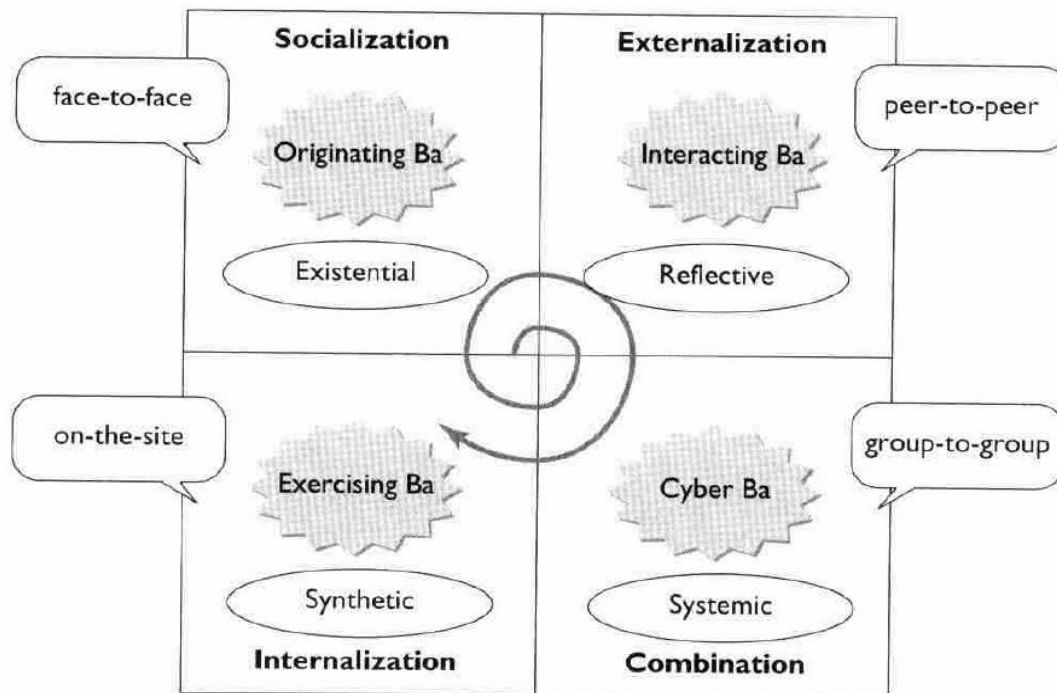 Socialization
Externalization
face-to-face
peer-to-peer
Originating Ba
Interacting Ba
Existential
Reflective
on-the-site
group-to-group
Exercising Ba
Cyber Ba
Synthetic
Systemic
Internalization
Combination